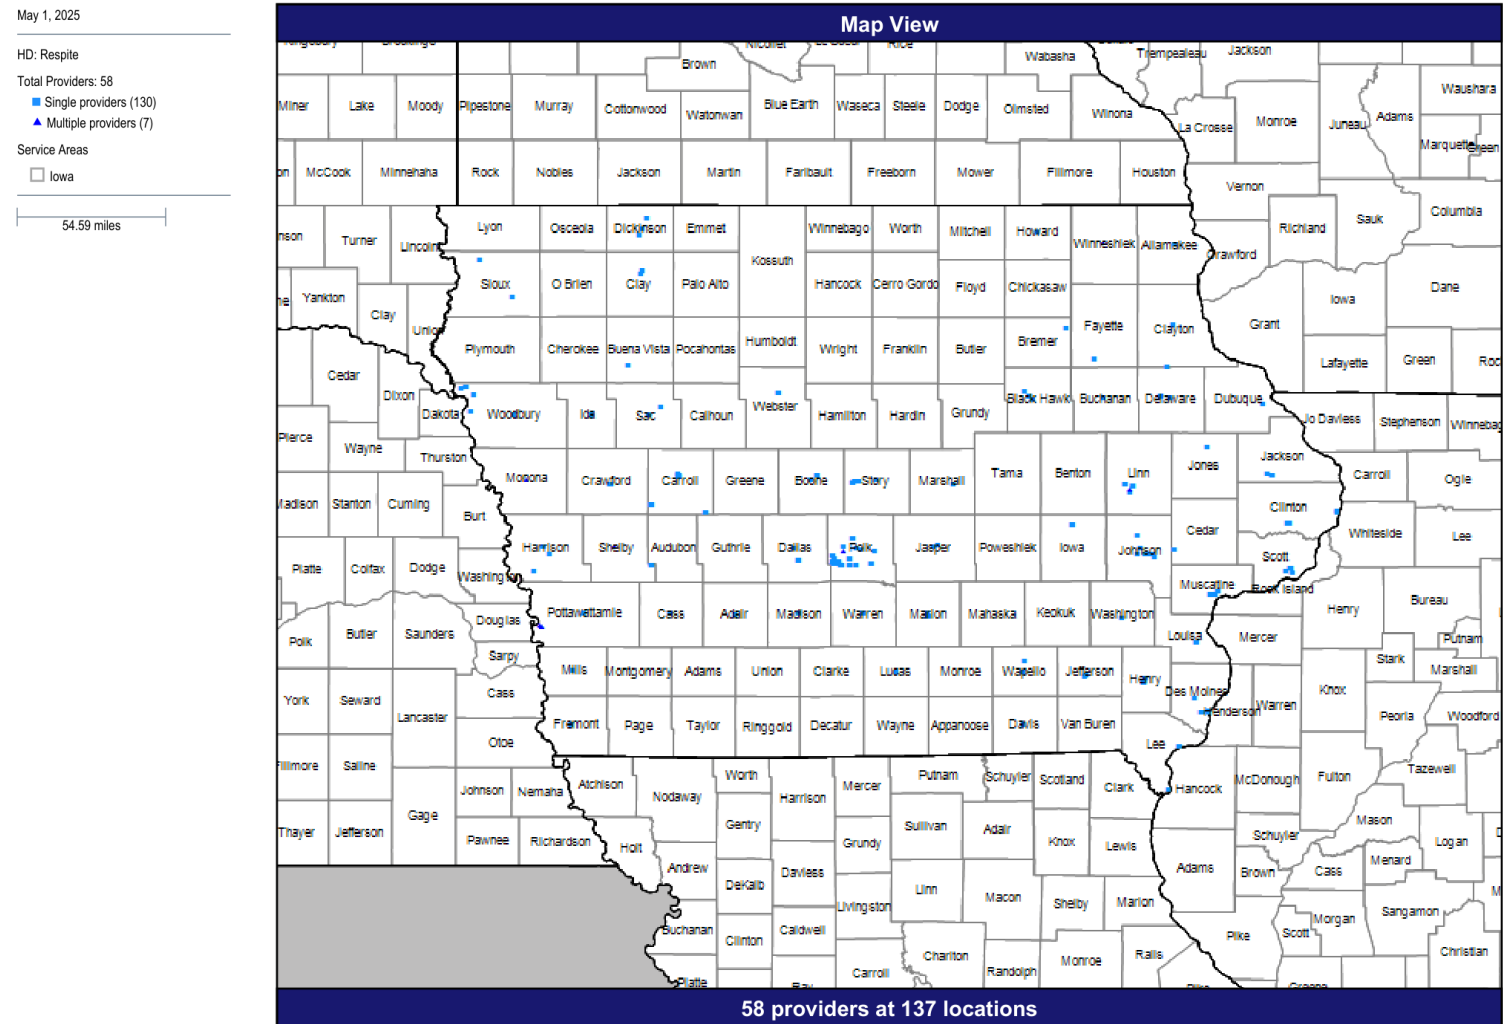 May 1, 2025
HD: Respite
Total Providers: 58
Single providers (130)
Multiple providers (7)
Service Areas
Iowa
54.59 miles
Map View
Brown Wabasha Trempealeau Jackson
Miner Lake Moody Pipestone Murray Cottonwood Watonwan Blue Earth Waseca Steele Dodge Olmsted Winona La Crosse Monroe Juneau Adams Waushara
Marquette Green
McCook Minnehaha Rock Nobles Jackson Martin Faribault Freeborn Mower Fillmore Houston Vernon
Richland Sauk Columbia
Turner Lincoln Lyon Osceola Dickinson Emmet Winnebago Worth Mitchell Howard Winneshiek Allamakee Crawford
Kossuth
Yankton Clay Union Sioux O Brien Clay Palo Alto Hancock Cerro Gordo Floyd Chickasaw Iowa Dane
Fayette Clayton Grant
Plymouth Cherokee Buena Vista Pocahontas Humboldt Wright Franklin Butler Bremer Lafayette Green
Cedar Dixon Dakota Woodbury Ida Sac Calhoun Webster Hamilton Hardin Grundy Black Hawk Buchanan Delaware Dubuque Jo Daviess Stephenson
Pierce Wayne Thurston
Monona Crawford Carroll Greene Boone Story Marshall Tama Benton Linn Jones Jackson Carroll Ogle
Madison Stanton Cuming Burt Cedar Clinton Whiteside Lee
Harrison Shelby Audubon Guthrie Dallas Polk Jasper Poweshiek Iowa Johnson Scott
Platte Colfax Dodge Washington Muscatine Rock Island Henry Bureau
Pottawattamie Cass Adair Madison Warren Marion Mahaska Keokuk Washington Louisa Mercer Putnam
Polk Butler Saunders Douglas Sarpy Stark Marshall
Mills Montgomery Adams Union Clarke Lucas Monroe Wapello Jefferson Henry Des Moines Henderson Warren Knox
York Seward Lancaster Cass Peoria Woodford
Fremont Page Taylor Ringgold Decatur Wayne Appanoose Davis Van Buren Lee
Otoe
Fillmore Saline Johnson Nemaha Atchison Nodaway Worth Harrison Mercer Putnam Schuyler Scotland Clark Hancock McDonough Fulton Tazewell
Thayer Jefferson Gage Pawnee Richardson Holt Gentry Grundy Sullivan Adair Knox Lewis Schuyler Mason Logan
Andrew DeKalb Daviess Livingston Linn Macon Shelby Marion Adams Brown Cass Menard
Buchanan Clinton Caldwell Carroll Chariton Randolph Monroe Ralls Pike Scott Morgan Sangamon Christian
Platte
58 providers at 137 locations